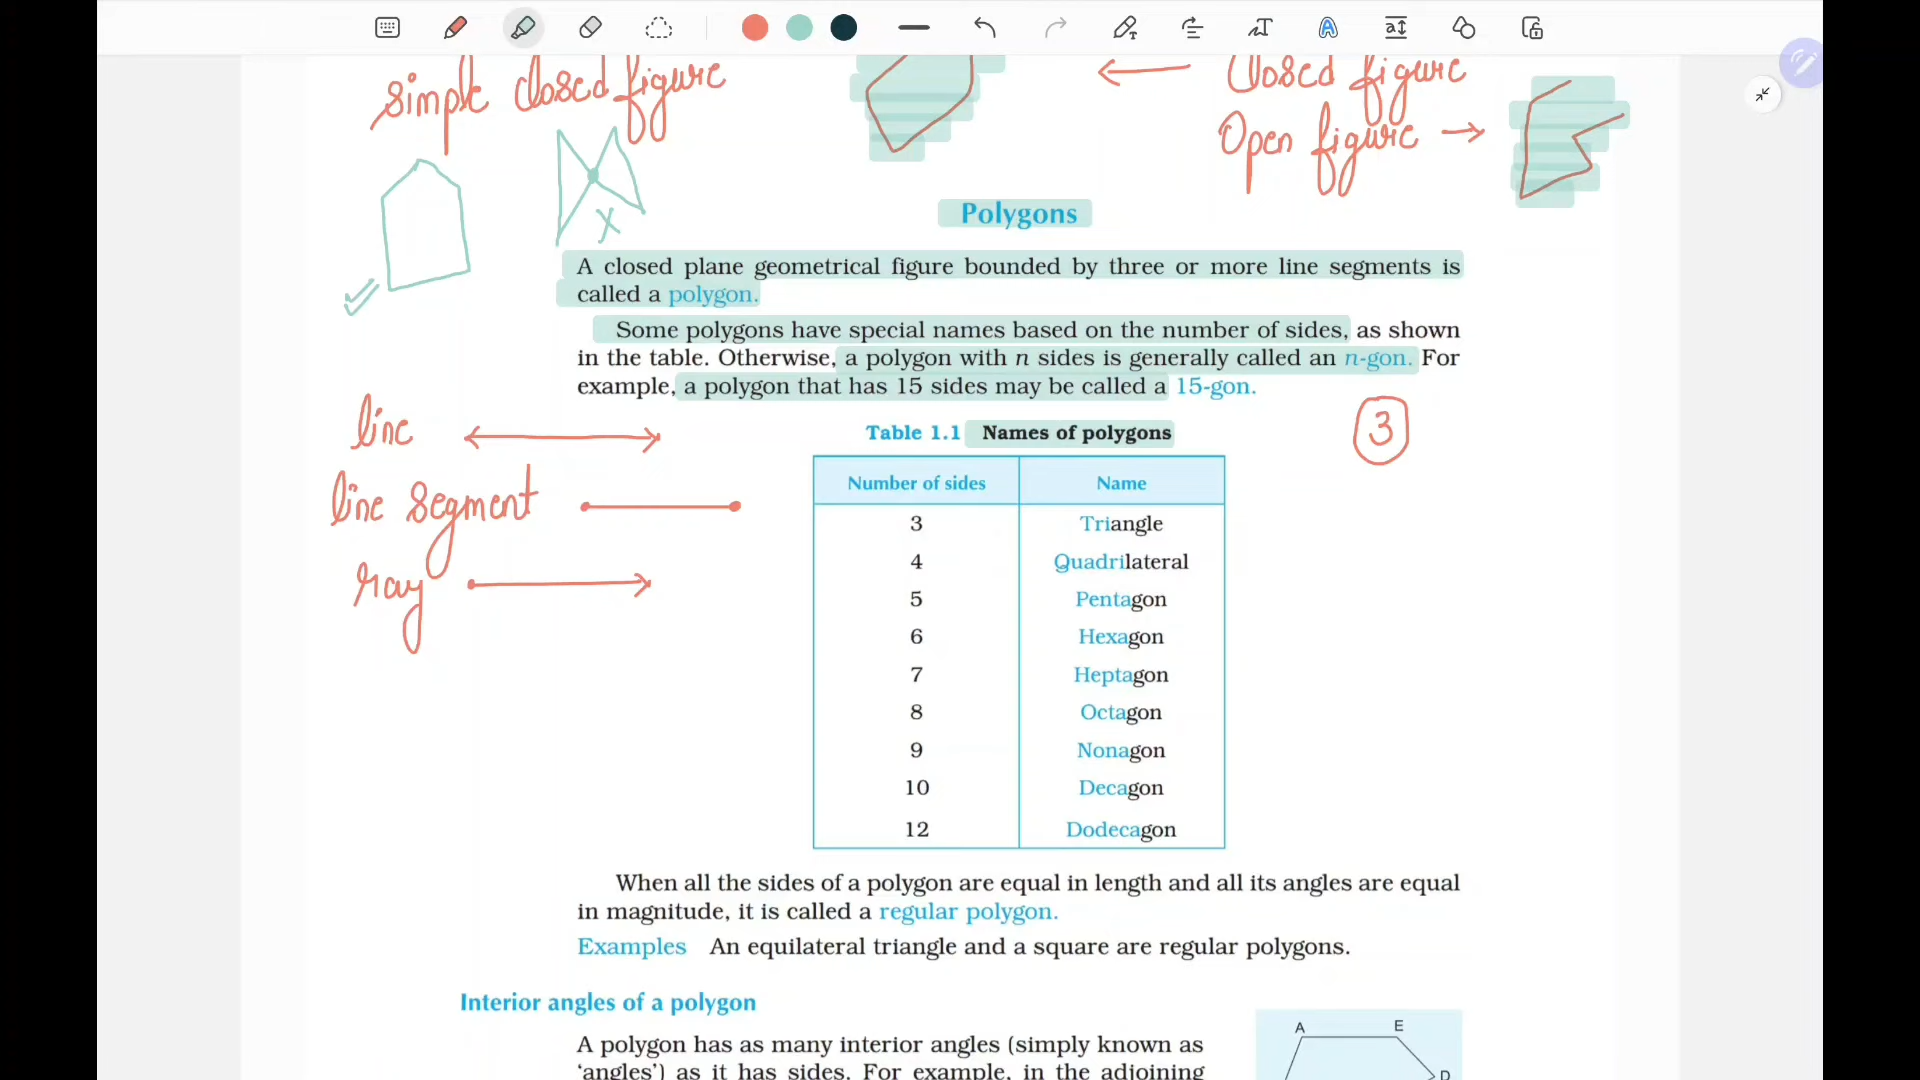 simple closed figure
Closed figure
Open figure
X
Polygons
A closed plane geometrical figure bounded by three or more line segments is
called a polygon.
Some polygons have special names based on the number of sides, as shown
in the table. Otherwise, a polygon with n sides is generally called an n-gon. For
example, a polygon that has 15 sides may be called a 15-gon.
line
line segment
ray
3
Table 1.1 Names of polygons
Number of sides Name
3 Triangle
4 Quadrilateral
5 Pentagon
6 Hexagon
7 Heptagon
8 Octagon
9 Nonagon
10 Decagon
12 Dodecagon
When all the sides of a polygon are equal in length and all its angles are equal
in magnitude, it is called a regular polygon.
Examples An equilateral triangle and a square are regular polygons.
Interior angles of a polygon
A polygon has as many interior angles (simply known as
'angles') as it has sides. For example, in the adjoining
A E
D